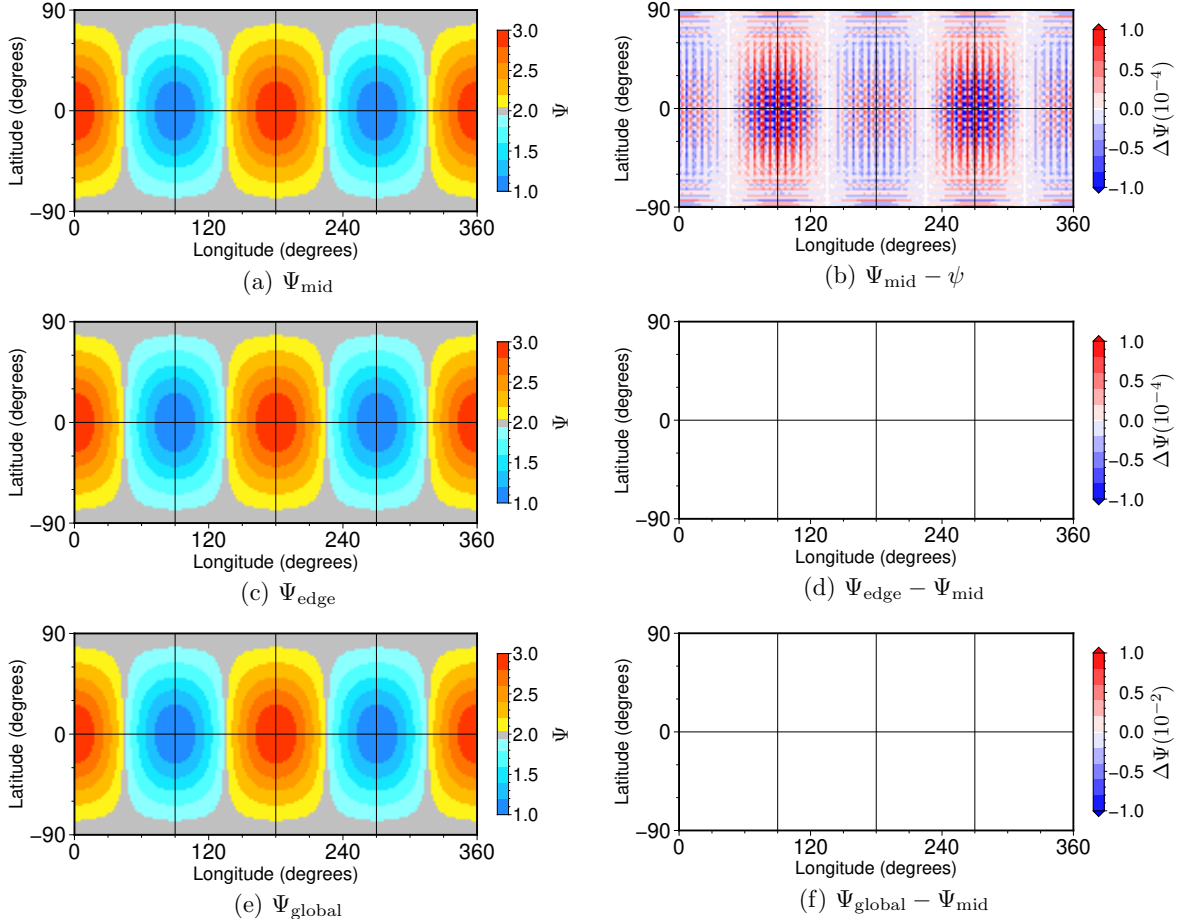 90
0
−90
Latitude (degrees)
0 120 240 360
Longitude (degrees)
3.0
2.5
2.0
1.5
1.0
Ψ
(a) Ψmid
90
0
−90
Latitude (degrees)
0 120 240 360
Longitude (degrees)
1.0
0.5
0.0
−0.5
−1.0
ΔΨ(10⁻⁴)
(b) Ψmid − ψ
90
0
−90
Latitude (degrees)
0 120 240 360
Longitude (degrees)
3.0
2.5
2.0
1.5
1.0
Ψ
(c) Ψedge
90
0
−90
Latitude (degrees)
0 120 240 360
Longitude (degrees)
1.0
0.5
0.0
−0.5
−1.0
ΔΨ(10⁻⁴)
(d) Ψedge − Ψmid
90
0
−90
Latitude (degrees)
0 120 240 360
Longitude (degrees)
3.0
2.5
2.0
1.5
1.0
Ψ
(e) Ψglobal
90
0
−90
Latitude (degrees)
0 120 240 360
Longitude (degrees)
1.0
0.5
0.0
−0.5
−1.0
ΔΨ(10⁻²)
(f) Ψglobal − Ψmid